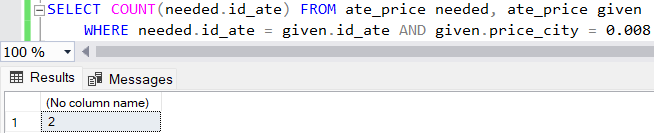 SELECT COUNT(needed.id_ate) FROM ate_price needed, ate_price given
WHERE needed.id_ate = given.id_ate AND given.price_city = 0.008
100 %
Results Messages
(No column name)
1 2